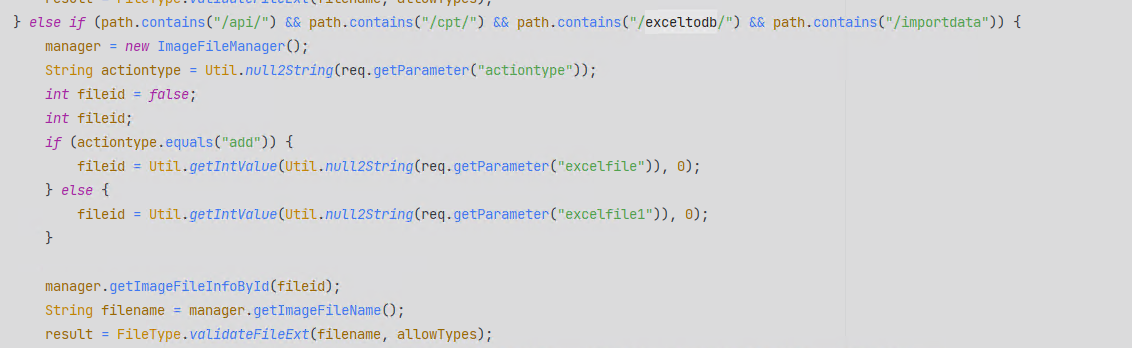 result = FileType.validateFileExt(filename, allowTypes);
} else if (path.contains("/api/") && path.contains("/cpt/") && path.contains("/exceltodb/") && path.contains("/importdata")) {
manager = new ImageFileManager();
String actiontype = Util.null2String(req.getParameter("actiontype"));
int fileid = false;
int fileid;
if (actiontype.equals("add")) {
fileid = Util.getIntValue(Util.null2String(req.getParameter("excelfile")), 0);
} else {
fileid = Util.getIntValue(Util.null2String(req.getParameter("excelfile1")), 0);
}
manager.getImageFileInfoById(fileid);
String filename = manager.getImageFileName();
result = FileType.validateFileExt(filename, allowTypes);